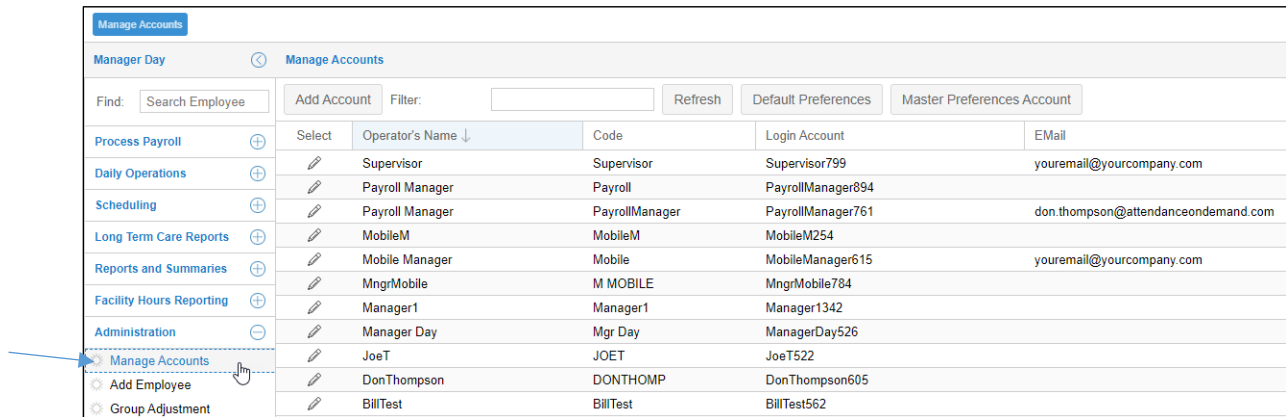 Manage Accounts
Manager Day
Manage Accounts
Find: Search Employee
Add Account Filter: Refresh Default Preferences Master Preferences Account
Process Payroll
Daily Operations
Scheduling
Long Term Care Reports
Reports and Summaries
Facility Hours Reporting
Administration
Manage Accounts
Add Employee
Group Adjustment
Select Operator's Name Code Login Account EMail
Supervisor Supervisor Supervisor799 youremail@yourcompany.com
Payroll Manager Payroll PayrollManager894
Payroll Manager PayrollManager PayrollManager761 don.thompson@attendanceondemand.com
MobileM MobileM MobileM254
Mobile Manager Mobile MobileManager615 youremail@yourcompany.com
MngrMobile M MOBILE MngrMobile784
Manager1 Manager1 Manager1342
Manager Day Mgr Day ManagerDay526
JoeT JOET JoeT522
DonThompson DONTHOMP DonThompson605
BillTest BillTest BillTest562